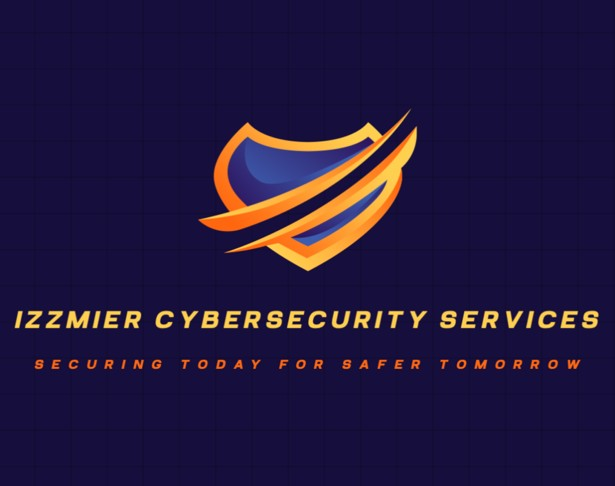 IZZMIER CYBERSECURITY SERVICES
SECURING TODAY FOR SAFER TOMORROW